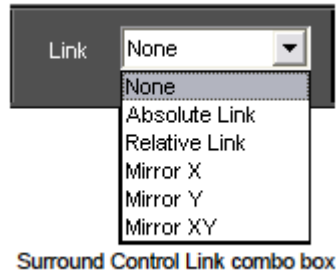 Link None
None
Absolute Link
Relative Link
Mirror X
Mirror Y
Mirror XY
Surround Control Link combo box